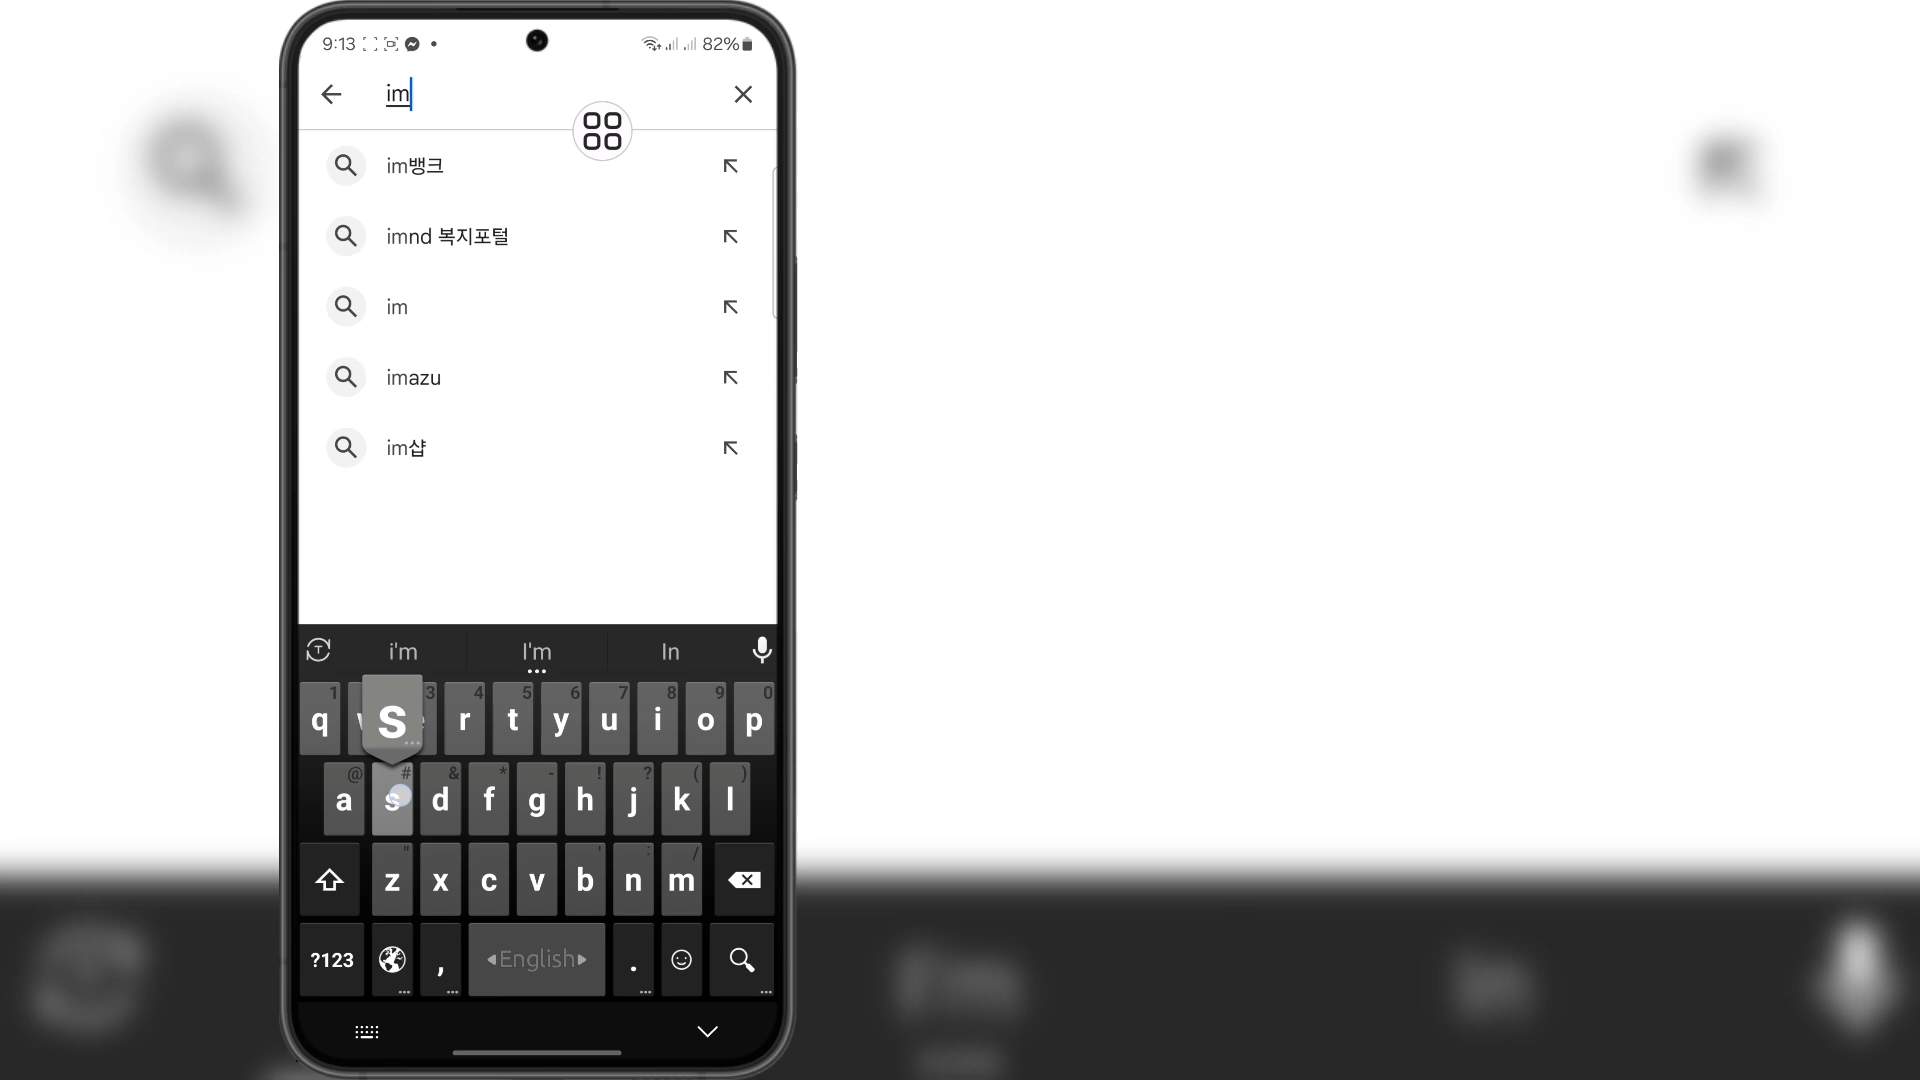 9:13 82%
im
im뱅크
imnd 복지포털
im
imazu
im샵
i'm I'm In
1 3 4 5 6 7 8 9 0
q s r t y u i o p
@ # & * - ! ? ( )
a s d f g h j k l
" ' : /
z x c v b n m
?123 , English .